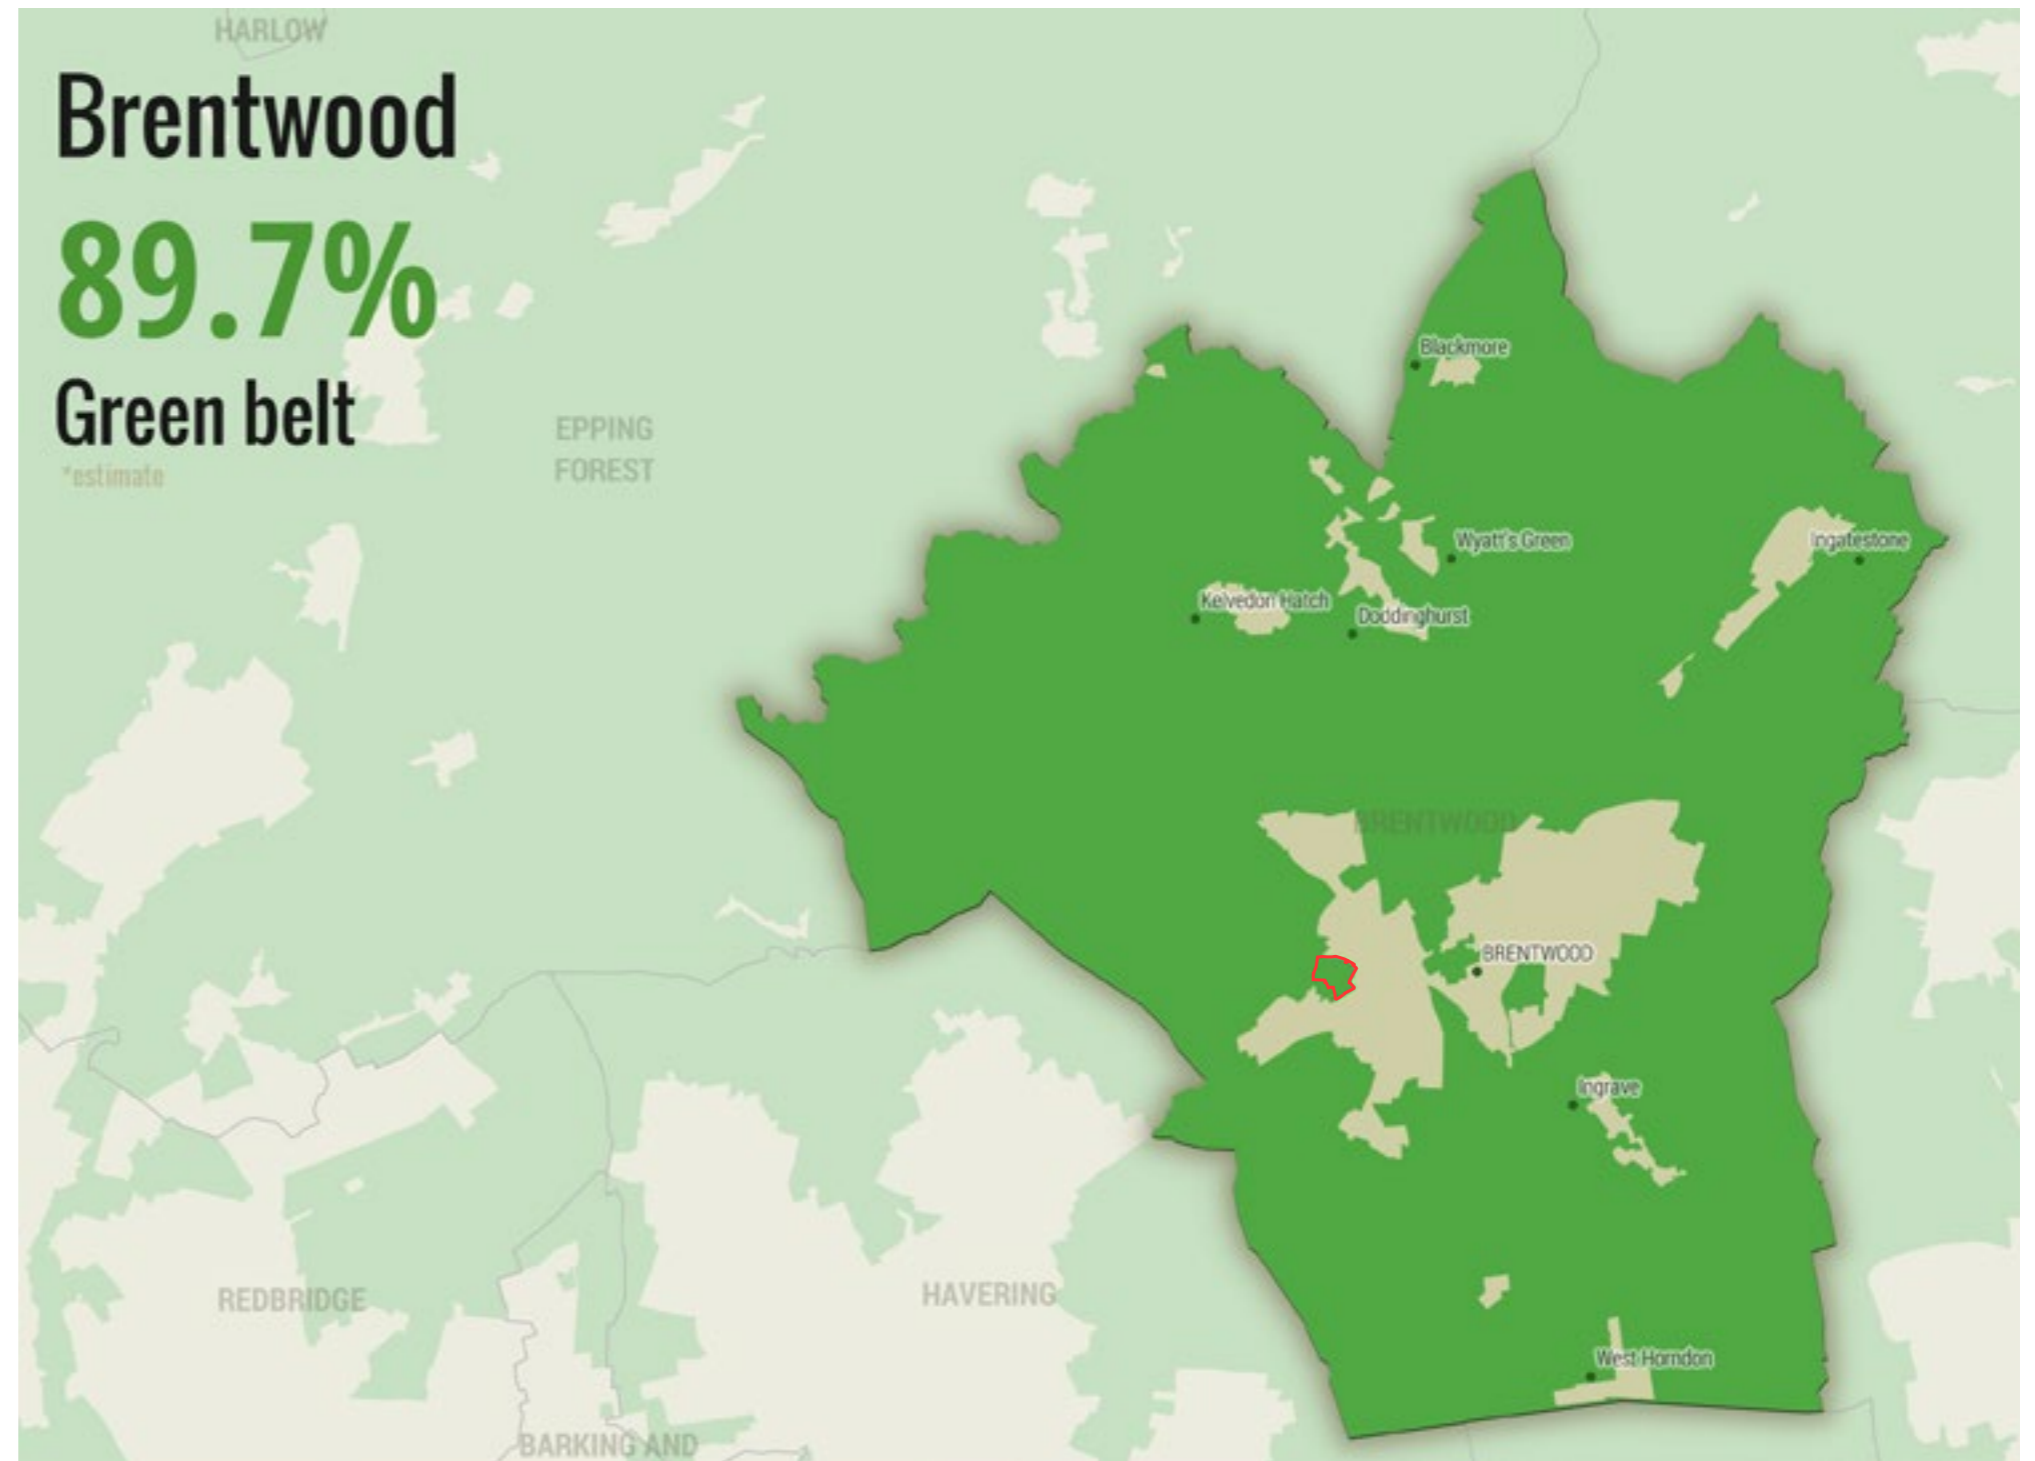 HARLOW
Brentwood
89.7%
Green belt
*estimate
EPPING
FOREST
Blackmore
Wyatt's Green
Ingatestone
Kelvedon Hatch
Doddinghurst
BRENTWOOD
BRENTWOOD
Ingrave
REDBRIDGE
HAVERING
West Horndon
BARKING AND